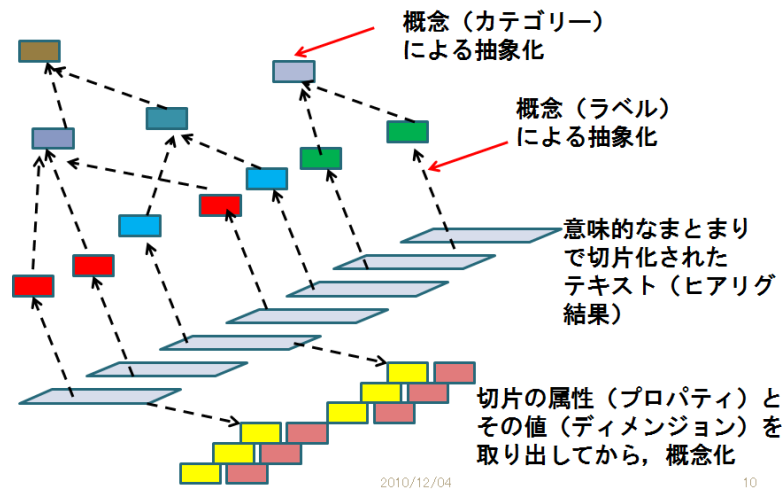 概念（カテゴリー）
による抽象化
概念（ラベル）
による抽象化
意味的なまとまり
で切片化された
テキスト（ヒアリグ
結果）
切片の属性（プロパティ）と
その値（ディメンジョン）を
取り出してから，概念化
2010/12/04
10